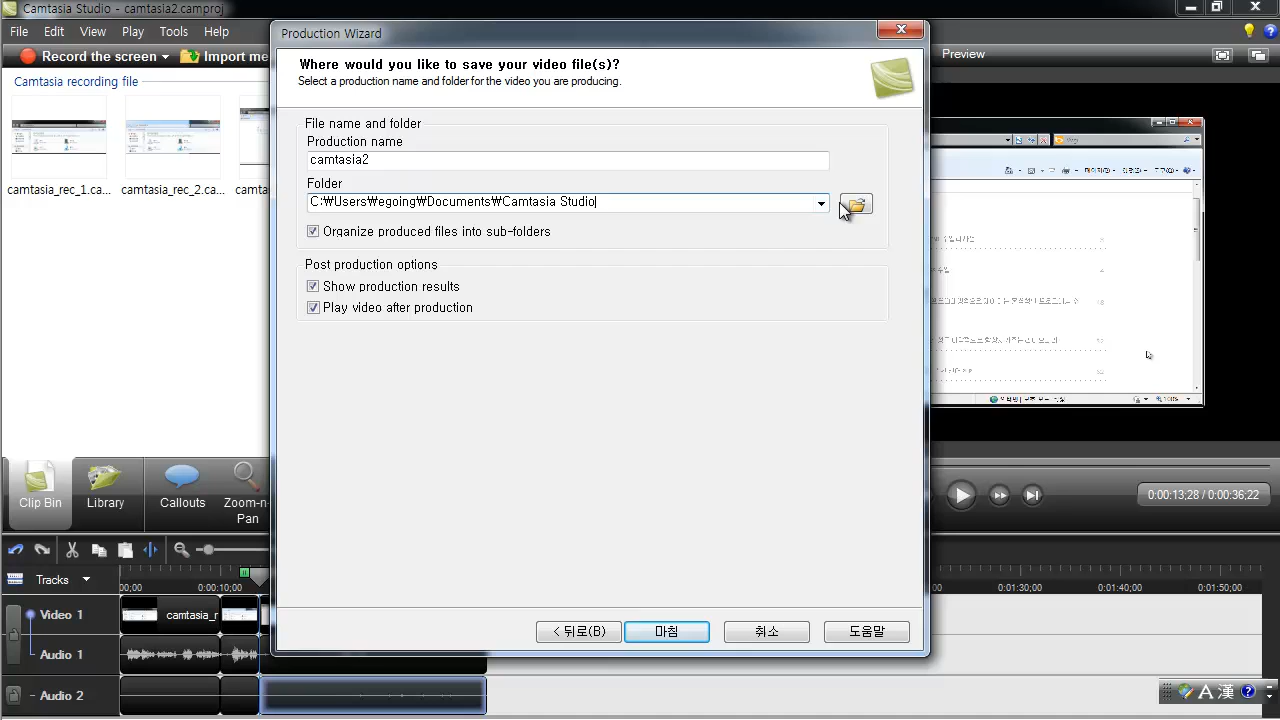 Camtasia Studio - camtasia2.camproj
File Edit View Play Tools Help
Record the screen
Import me
Camtasia recording file
camtasia_rec_1.ca...
camtasia_rec_2.ca...
camta
Production Wizard
Where would you like to save your video file(s)?
Select a production name and folder for the video you are producing.
File name and folder
Production name
camtasia2
Folder
C:₩Users₩egoing₩Documents₩Camtasia Studio
Organize produced files into sub-folders
Post production options
Show production results
Play video after production
< 뒤로(B)
마침
취소
도움말
Preview
100%
0:00:13;28 / 0:00:36;22
Clip Bin
Library
Callouts
Zoom-n-
Pan
Tracks
00;00
0:00:10;00
00
0:01:30;00
0:01:40;00
0:01:50;00
Video 1
camtasia_r
Audio 1
Audio 2
A 漢